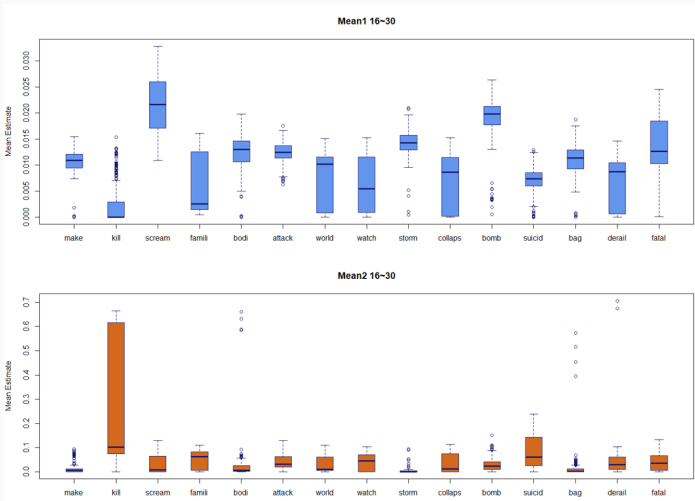 Mean1 16~30
Mean Estimate
0.030
0.025
0.020
0.015
0.010
0.005
0.000
make kill scream famili bodi attack world watch storm collaps bomb suicid bag derail fatal
Mean2 16~30
Mean Estimate
0.7
0.6
0.5
0.4
0.3
0.2
0.1
0.0
make kill scream famili bodi attack world watch storm collaps bomb suicid bag derail fatal